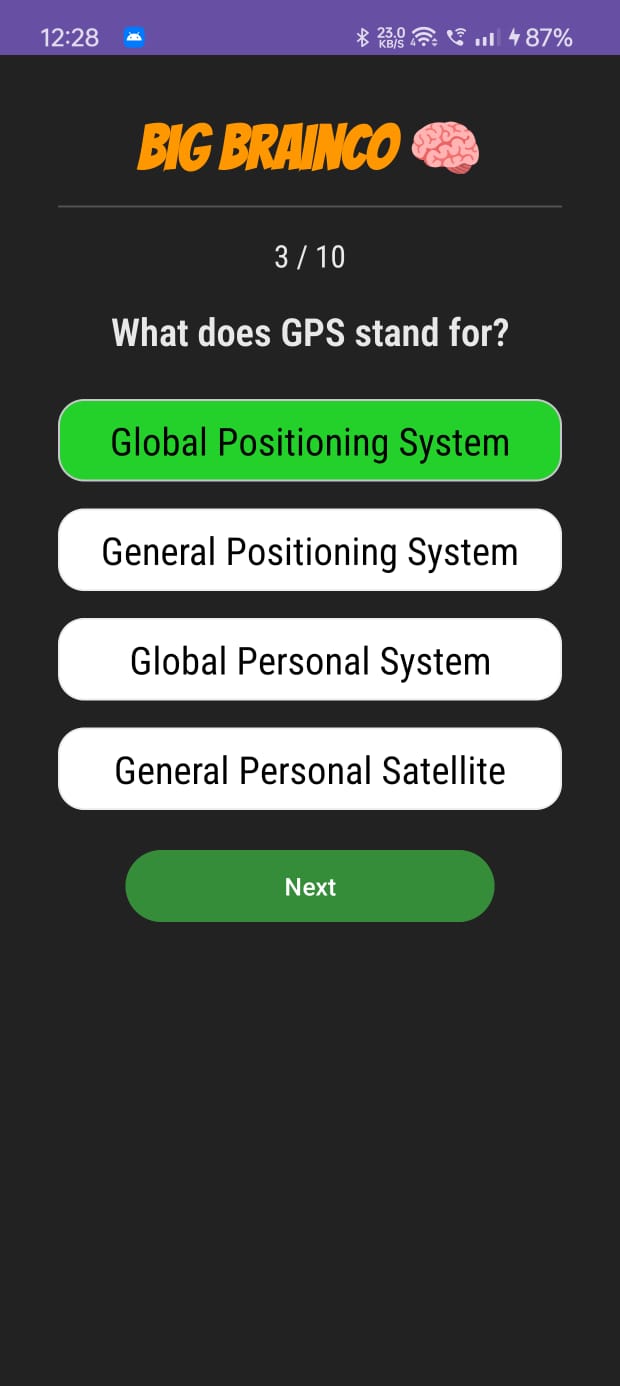 12:28 23.0 KB/S 4 87%
BIG BRAINCO
3 / 10
What does GPS stand for?
Global Positioning System
General Positioning System
Global Personal System
General Personal Satellite
Next